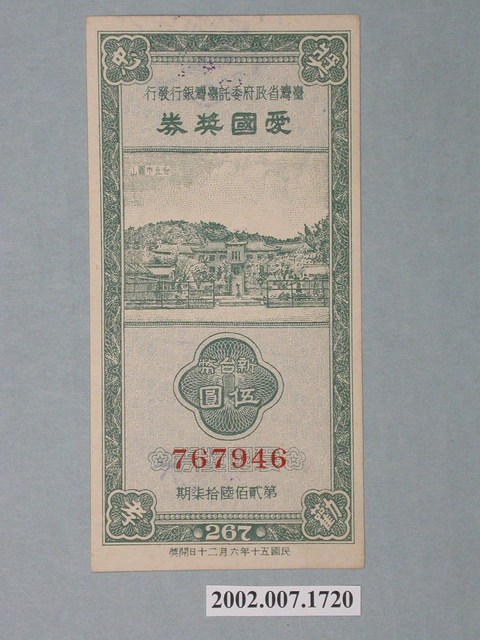 臺灣省政府委託臺灣銀行發行
愛國獎券
台北市圓山
新台幣
伍圓
767946
第貳佰陸拾柒期
267
民國五十年六月二十日開獎
2002.007.1720